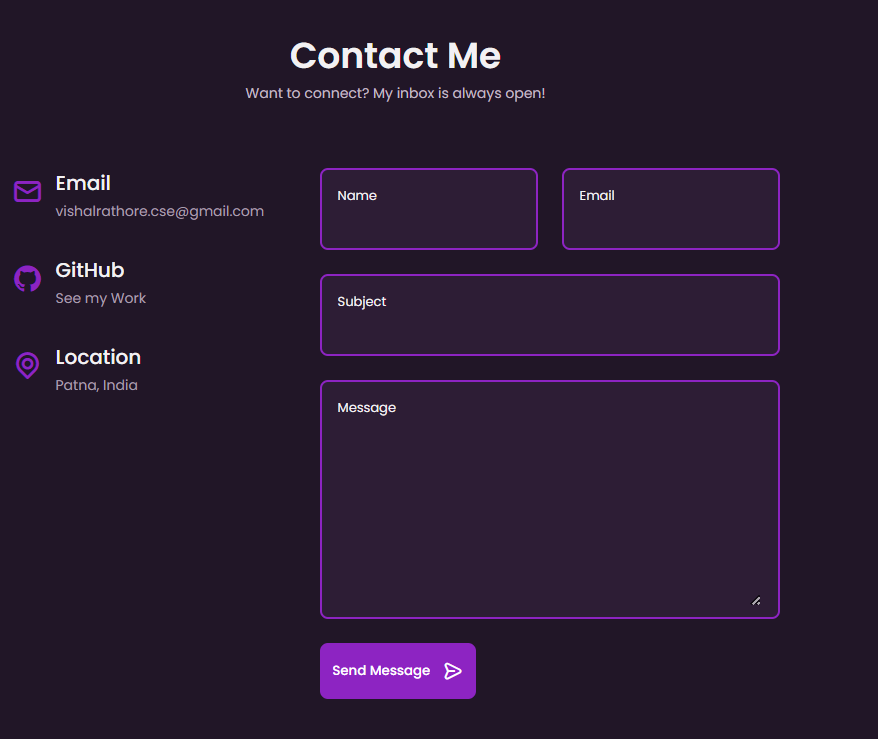 Contact Me
Want to connect? My inbox is always open!
Email
vishalrathore.cse@gmail.com
GitHub
See my Work
Location
Patna, India
Name
Email
Subject
Message
Send Message